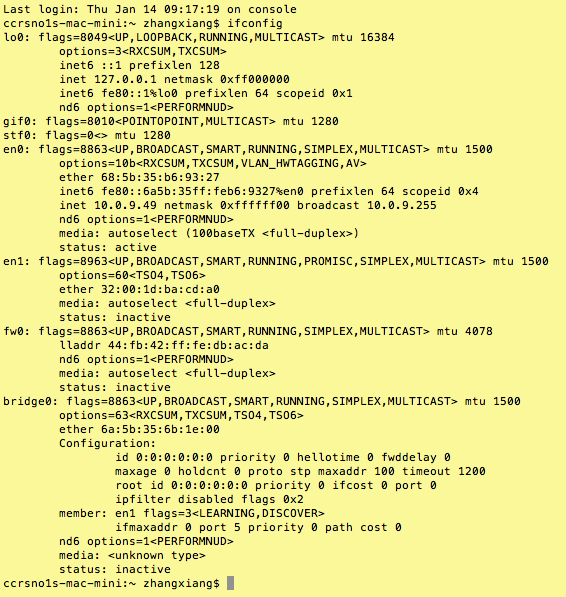 Last login: Thu Jan 14 09:17:19 on console
ccrsno1s-mac-mini:~ zhangxiang$ ifconfig
lo0: flags=8049<UP,LOOPBACK,RUNNING,MULTICAST> mtu 16384
options=3<RXCSUM,TXCSUM>
inet6 ::1 prefixlen 128
inet 127.0.0.1 netmask 0xff000000
inet6 fe80::1%lo0 prefixlen 64 scopeid 0x1
nd6 options=1<PERFORMNUD>
gif0: flags=8010<POINTOPOINT,MULTICAST> mtu 1280
stf0: flags=0<> mtu 1280
en0: flags=8863<UP,BROADCAST,SMART,RUNNING,SIMPLEX,MULTICAST> mtu 1500
options=10b<RXCSUM,TXCSUM,VLAN_HWTAGGING,AV>
ether 68:5b:35:b6:93:27
inet6 fe80::6a5b:35ff:feb6:9327%en0 prefixlen 64 scopeid 0x4
inet 10.0.9.49 netmask 0xffffff00 broadcast 10.0.9.255
nd6 options=1<PERFORMNUD>
media: autoselect (100baseTX <full-duplex>)
status: active
en1: flags=8963<UP,BROADCAST,SMART,RUNNING,PROMISC,SIMPLEX,MULTICAST> mtu 1500
options=60<TSO4,TSO6>
ether 32:00:1d:ba:cd:a0
media: autoselect <full-duplex>
status: inactive
fw0: flags=8863<UP,BROADCAST,SMART,RUNNING,SIMPLEX,MULTICAST> mtu 4078
lladdr 44:fb:42:ff:fe:db:ac:da
nd6 options=1<PERFORMNUD>
media: autoselect <full-duplex>
status: inactive
bridge0: flags=8863<UP,BROADCAST,SMART,RUNNING,SIMPLEX,MULTICAST> mtu 1500
options=63<RXCSUM,TXCSUM,TSO4,TSO6>
ether 6a:5b:35:6b:1e:00
Configuration:
id 0:0:0:0:0:0 priority 0 hellotime 0 fwddelay 0
maxage 0 holdcnt 0 proto stp maxaddr 100 timeout 1200
root id 0:0:0:0:0:0 priority 0 ifcost 0 port 0
ipfilter disabled flags 0x2
member: en1 flags=3<LEARNING,DISCOVER>
ifmaxaddr 0 port 5 priority 0 path cost 0
nd6 options=1<PERFORMNUD>
media: <unknown type>
status: inactive
ccrsno1s-mac-mini:~ zhangxiang$